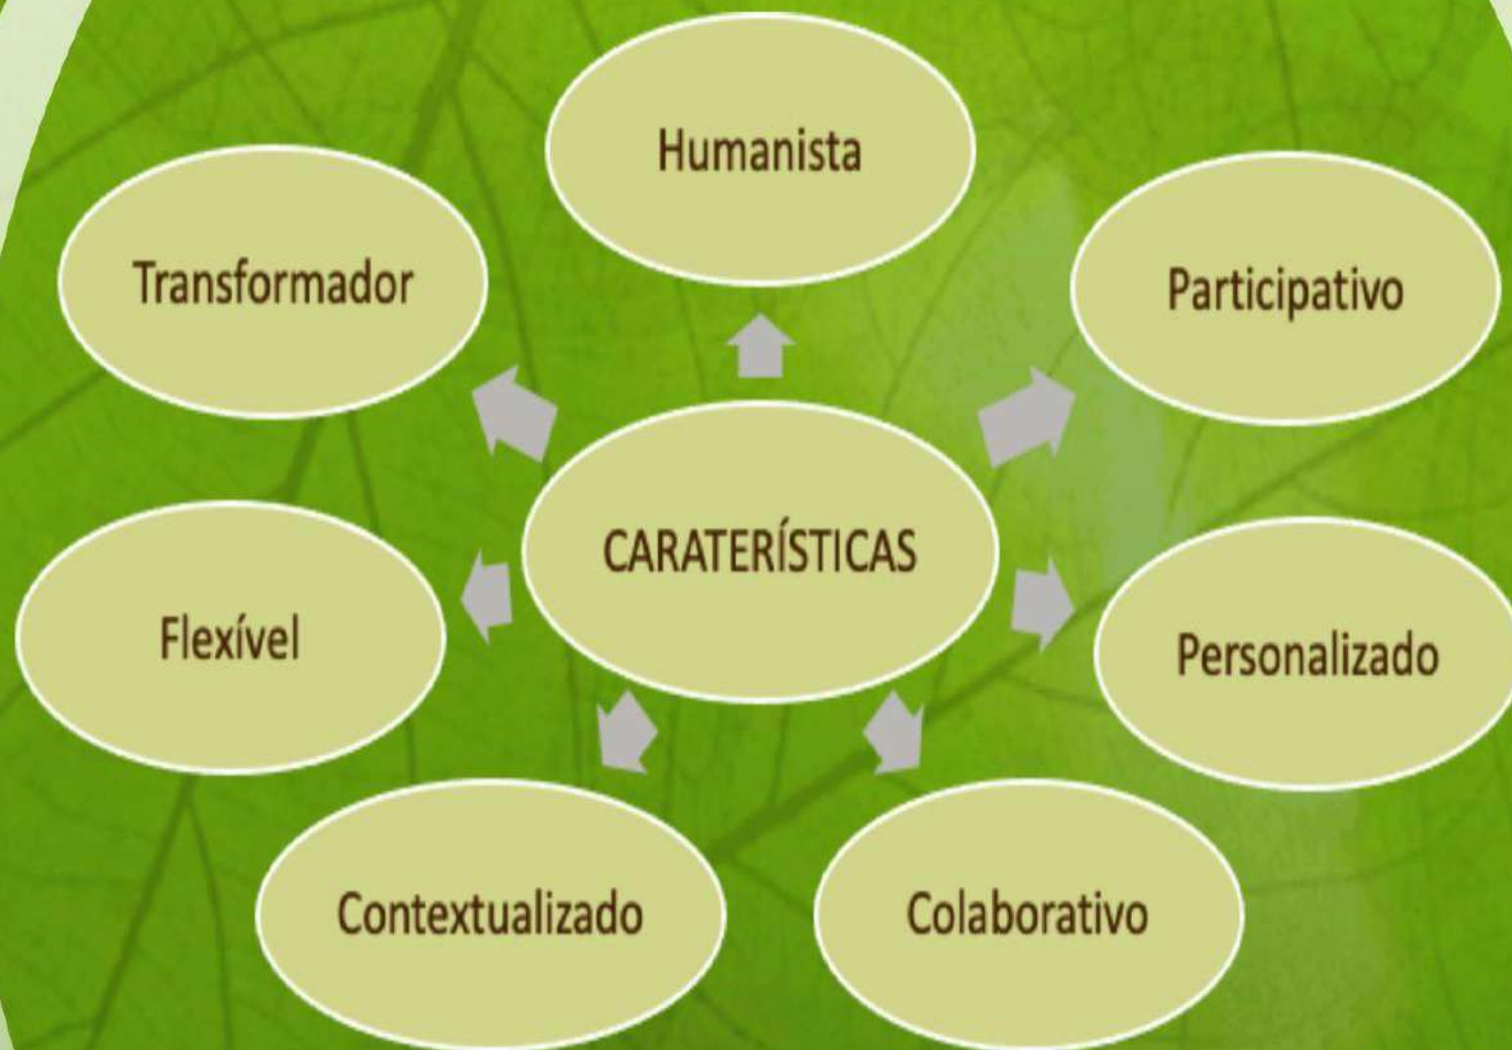 Humanista
Transformador
Participativo
CARATERÍSTICAS
Flexível
Personalizado
Contextualizado
Colaborativo